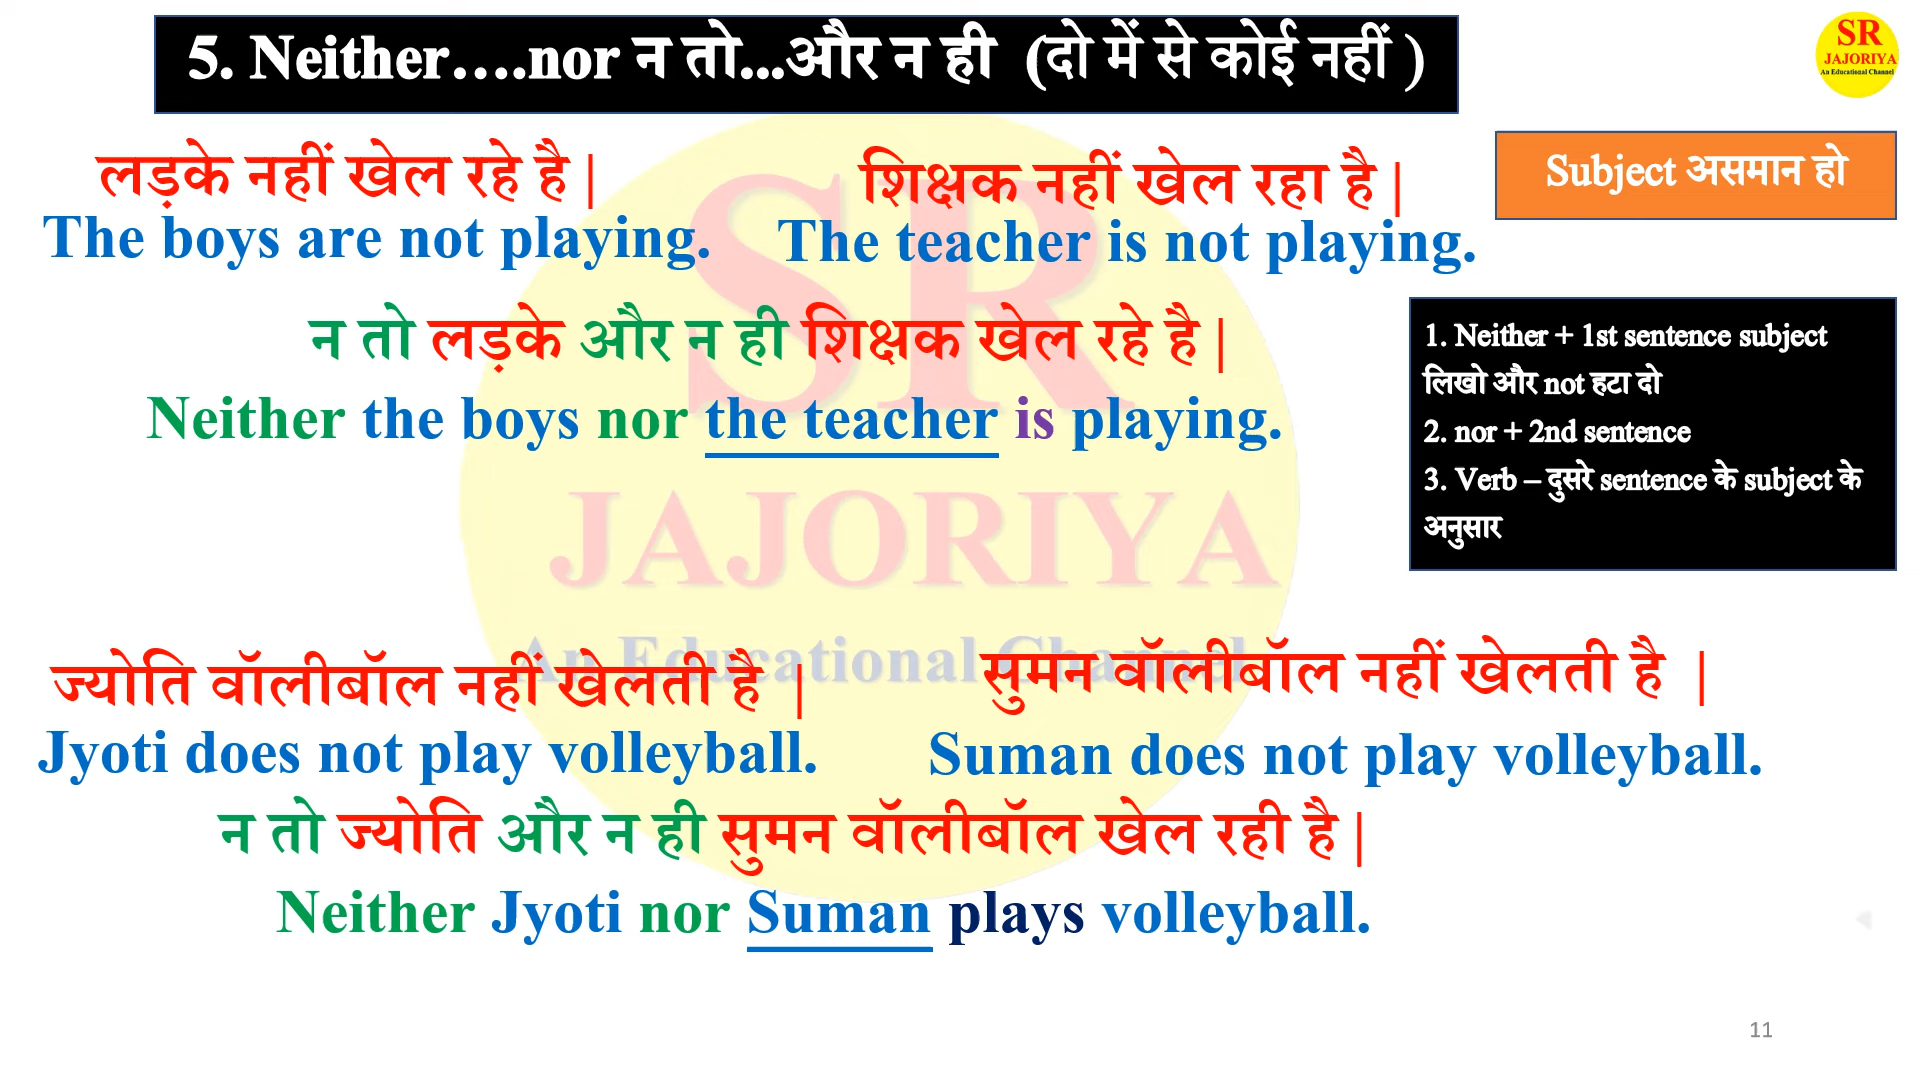 5. Neither....nor न तो...और न ही (दो में से कोई नहीं )
SR
JAJORIYA
An Educational Channel
लड़के नहीं खेल रहे है |
शिक्षक नहीं खेल रहा है |
Subject असमान हो
The boys are not playing.
The teacher is not playing.
न तो लड़के और न ही शिक्षक खेल रहे है |
Neither the boys nor the teacher is playing.
1. Neither + 1st sentence subject
लिखो और not हटा दो
2. nor + 2nd sentence
3. Verb – दुसरे sentence के subject के
अनुसार
SR
JAJORIYA
An Educational Channel
ज्योति वॉलीबॉल नहीं खेलती है |
सुमन वॉलीबॉल नहीं खेलती है |
Jyoti does not play volleyball.
Suman does not play volleyball.
न तो ज्योति और न ही सुमन वॉलीबॉल खेल रही है |
Neither Jyoti nor Suman plays volleyball.
11